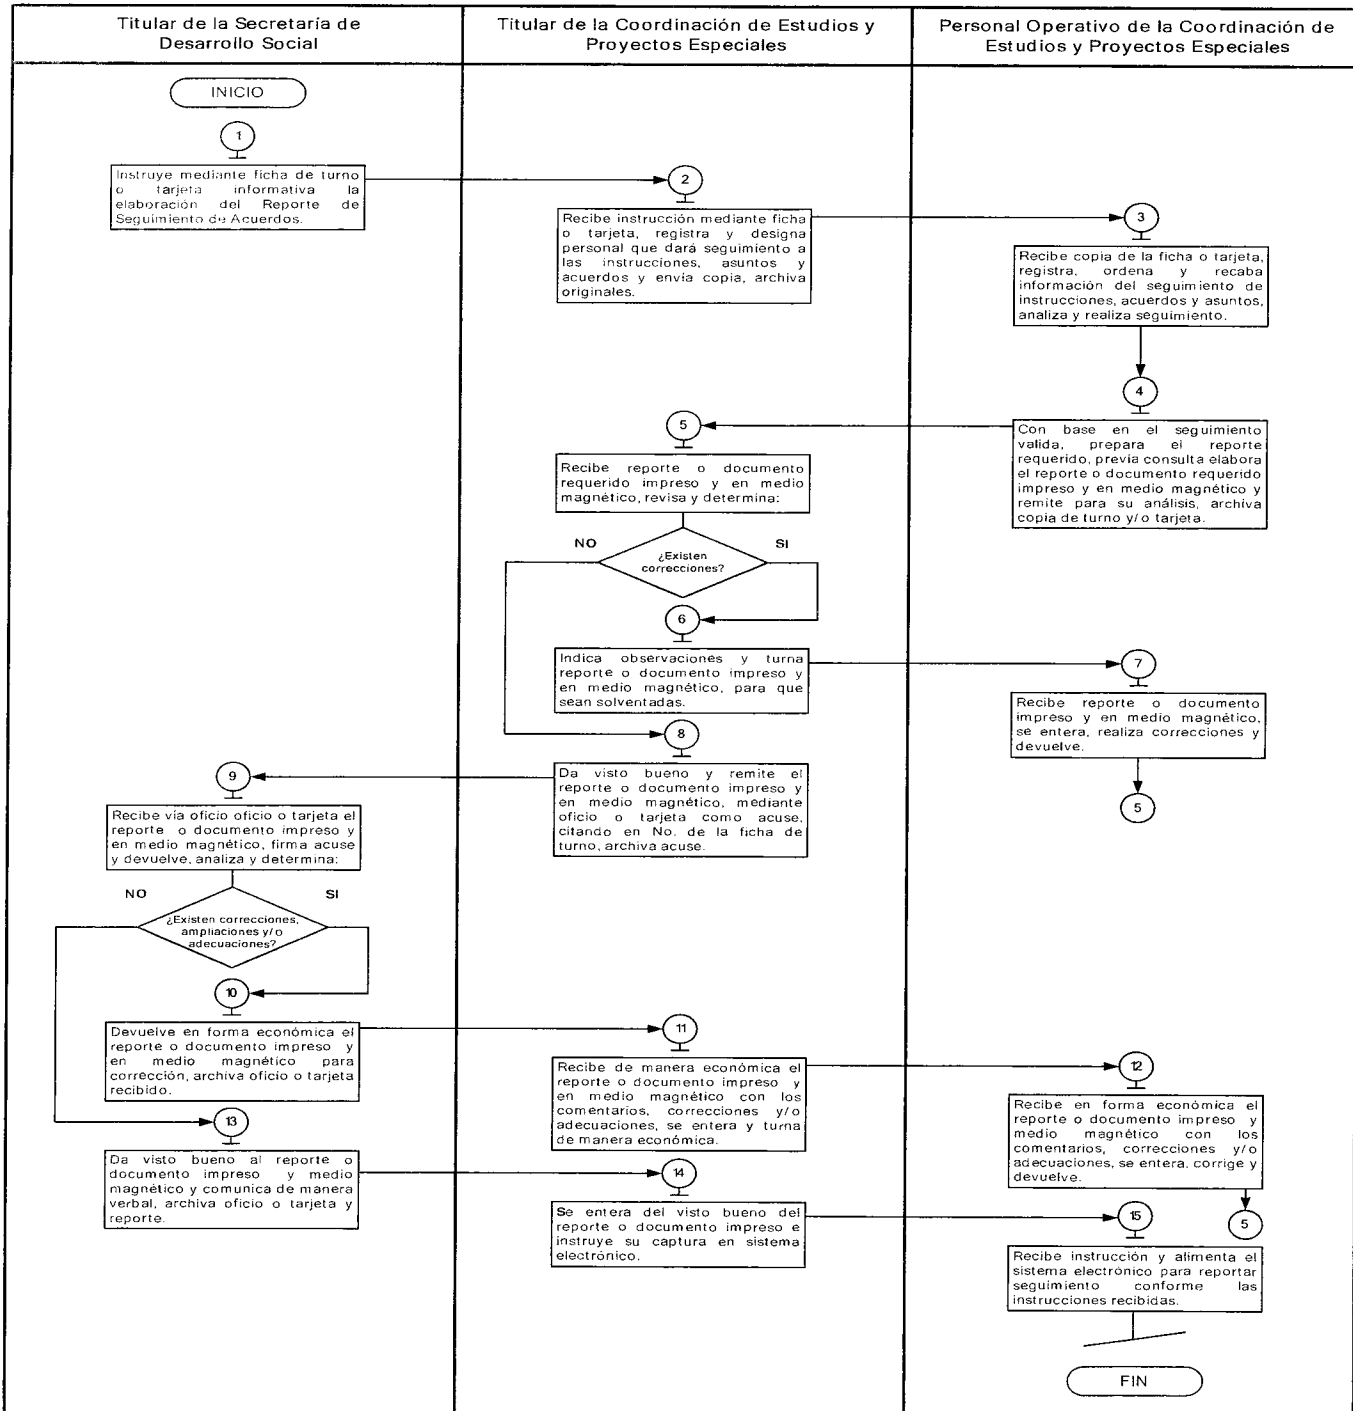 Titular de la Secretaría de
Desarrollo Social
Titular de la Coordinación de Estudios y
Proyectos Especiales
Personal Operativo de la Coordinación de
Estudios y Proyectos Especiales
INICIO
1
Instruye mediante ficha de turno
o tarjeta informativa la
elaboración del Reporte de
Seguimiento de Acuerdos.
2
Recibe instrucción mediante ficha
o tarjeta, registra y designa
personal que dará seguimiento a
las instrucciones, asuntos y
acuerdos y envía copia, archiva
originales.
3
Recibe copia de la ficha o tarjeta,
registra, ordena y recaba
información del seguimiento de
instrucciones, acuerdos y asuntos,
analiza y realiza seguimiento.
4
Con base en el seguimiento
valida, prepara el reporte
requerido, previa consulta elabora
el reporte o documento requerido
impreso y en medio magnético y
remite para su análisis, archiva
copia de turno y/o tarjeta.
5
Recibe reporte o documento
requerido impreso y en medio
magnético, revisa y determina:
NO
SI
¿Existen
correcciones?
6
Indica observaciones y turna
reporte o documento impreso y
en medio magnético, para que
sean solventadas.
7
Recibe reporte o documento
impreso y en medio magnético,
se entera, realiza correcciones y
devuelve.
5
8
Da visto bueno y remite el
reporte o documento impreso y
en medio magnético, mediante
oficio o tarjeta como acuse,
citando en No. de la ficha de
turno, archiva acuse.
9
Recibe vía oficio oficio o tarjeta el
reporte o documento impreso y
en medio magnético, firma acuse
y devuelve, analiza y determina:
NO
SI
¿Existen correcciones,
ampliaciones y/o
adecuaciones?
10
Devuelve en forma económica el
reporte o documento impreso y
en medio magnético para
corrección, archiva oficio o tarjeta
recibido.
11
Recibe de manera económica el
reporte o documento impreso y
en medio magnético con los
comentarios, correcciones y/o
adecuaciones, se entera y turna
de manera económica.
12
Recibe en forma económica el
reporte o documento impreso y
medio magnético con los
comentarios, correcciones y/o
adecuaciones, se entera, corrige y
devuelve.
5
13
Da visto bueno al reporte o
documento impreso y medio
magnético y comunica de manera
verbal, archiva oficio o tarjeta y
reporte.
14
Se entera del visto bueno del
reporte o documento impreso e
instruye su captura en sistema
electrónico.
15
Recibe instrucción y alimenta el
sistema electrónico para reportar
seguimiento conforme las
instrucciones recibidas.
FIN